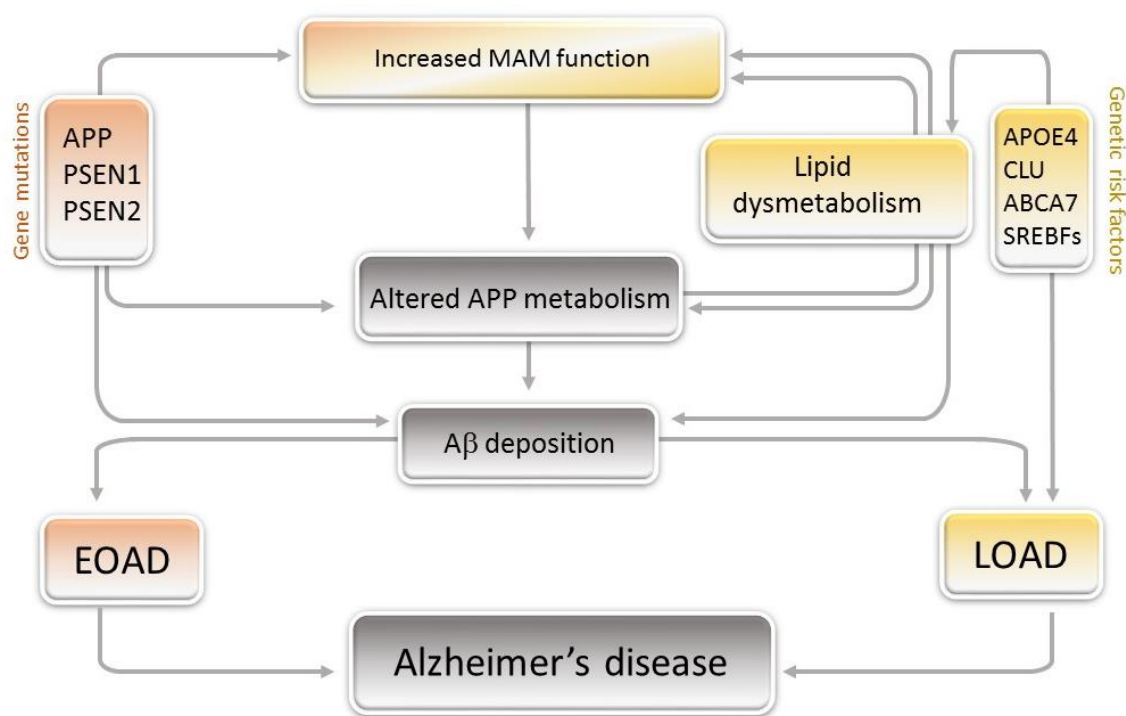 Increased MAM function
Gene mutations
APP
PSEN1
PSEN2
Lipid
dysmetabolism
APOE4
CLU
ABCA7
SREBFs
Genetic risk factors
Altered APP metabolism
Aβ deposition
EOAD
LOAD
Alzheimer’s disease